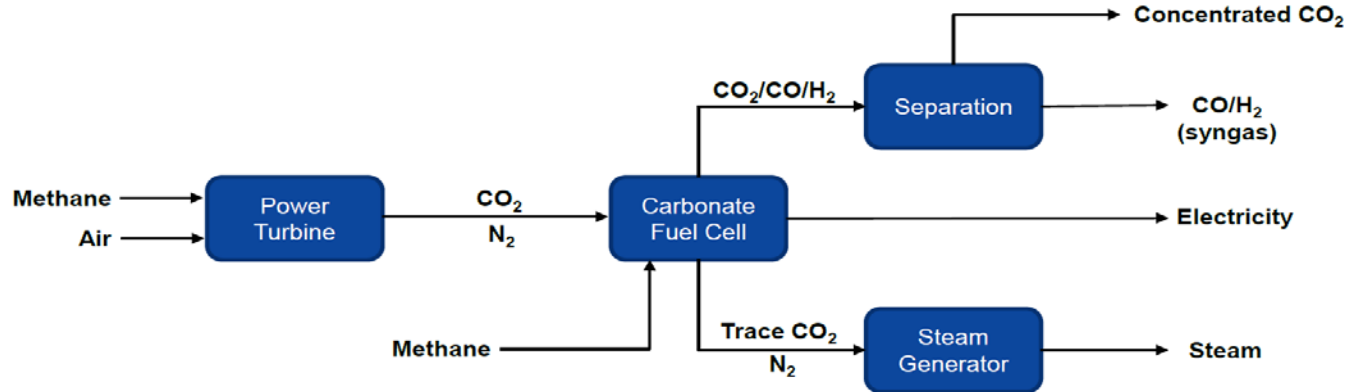 Concentrated CO₂
CO₂/CO/H₂
Separation
CO/H₂
(syngas)
Methane
Air
Power
Turbine
CO₂
N₂
Carbonate
Fuel Cell
Electricity
Methane
Trace CO₂
N₂
Steam
Generator
Steam